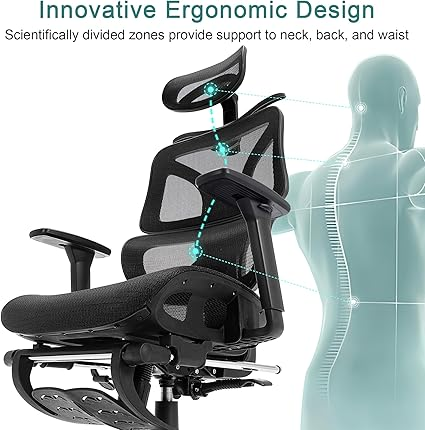 Innovative Ergonomic Design
Scientifically divided zones provide support to neck, back, and waist